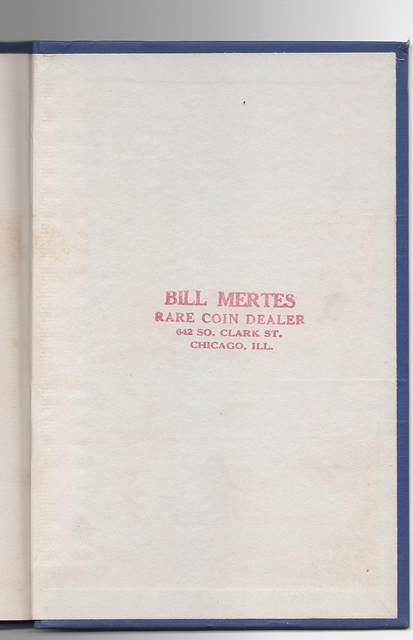 BILL MERTES
RARE COIN DEALER
642 SO. CLARK ST.
CHICAGO, ILL.